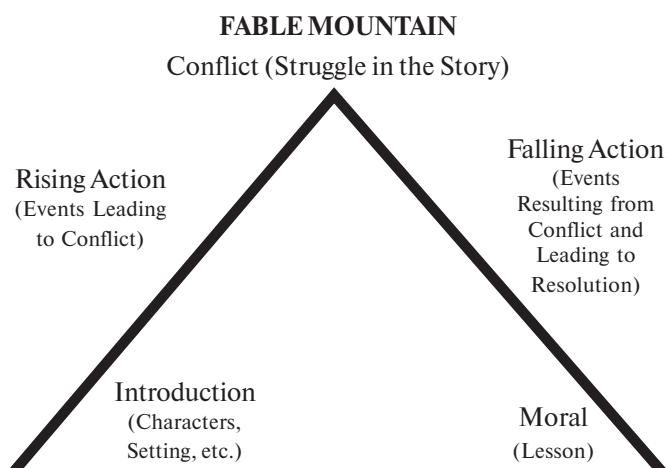 FABLE MOUNTAIN
Conflict (Struggle in the Story)
Rising Action
(Events Leading
to Conflict)
Falling Action
(Events
Resulting from
Conflict and
Leading to
Resolution)
Introduction
(Characters,
Setting, etc.)
Moral
(Lesson)